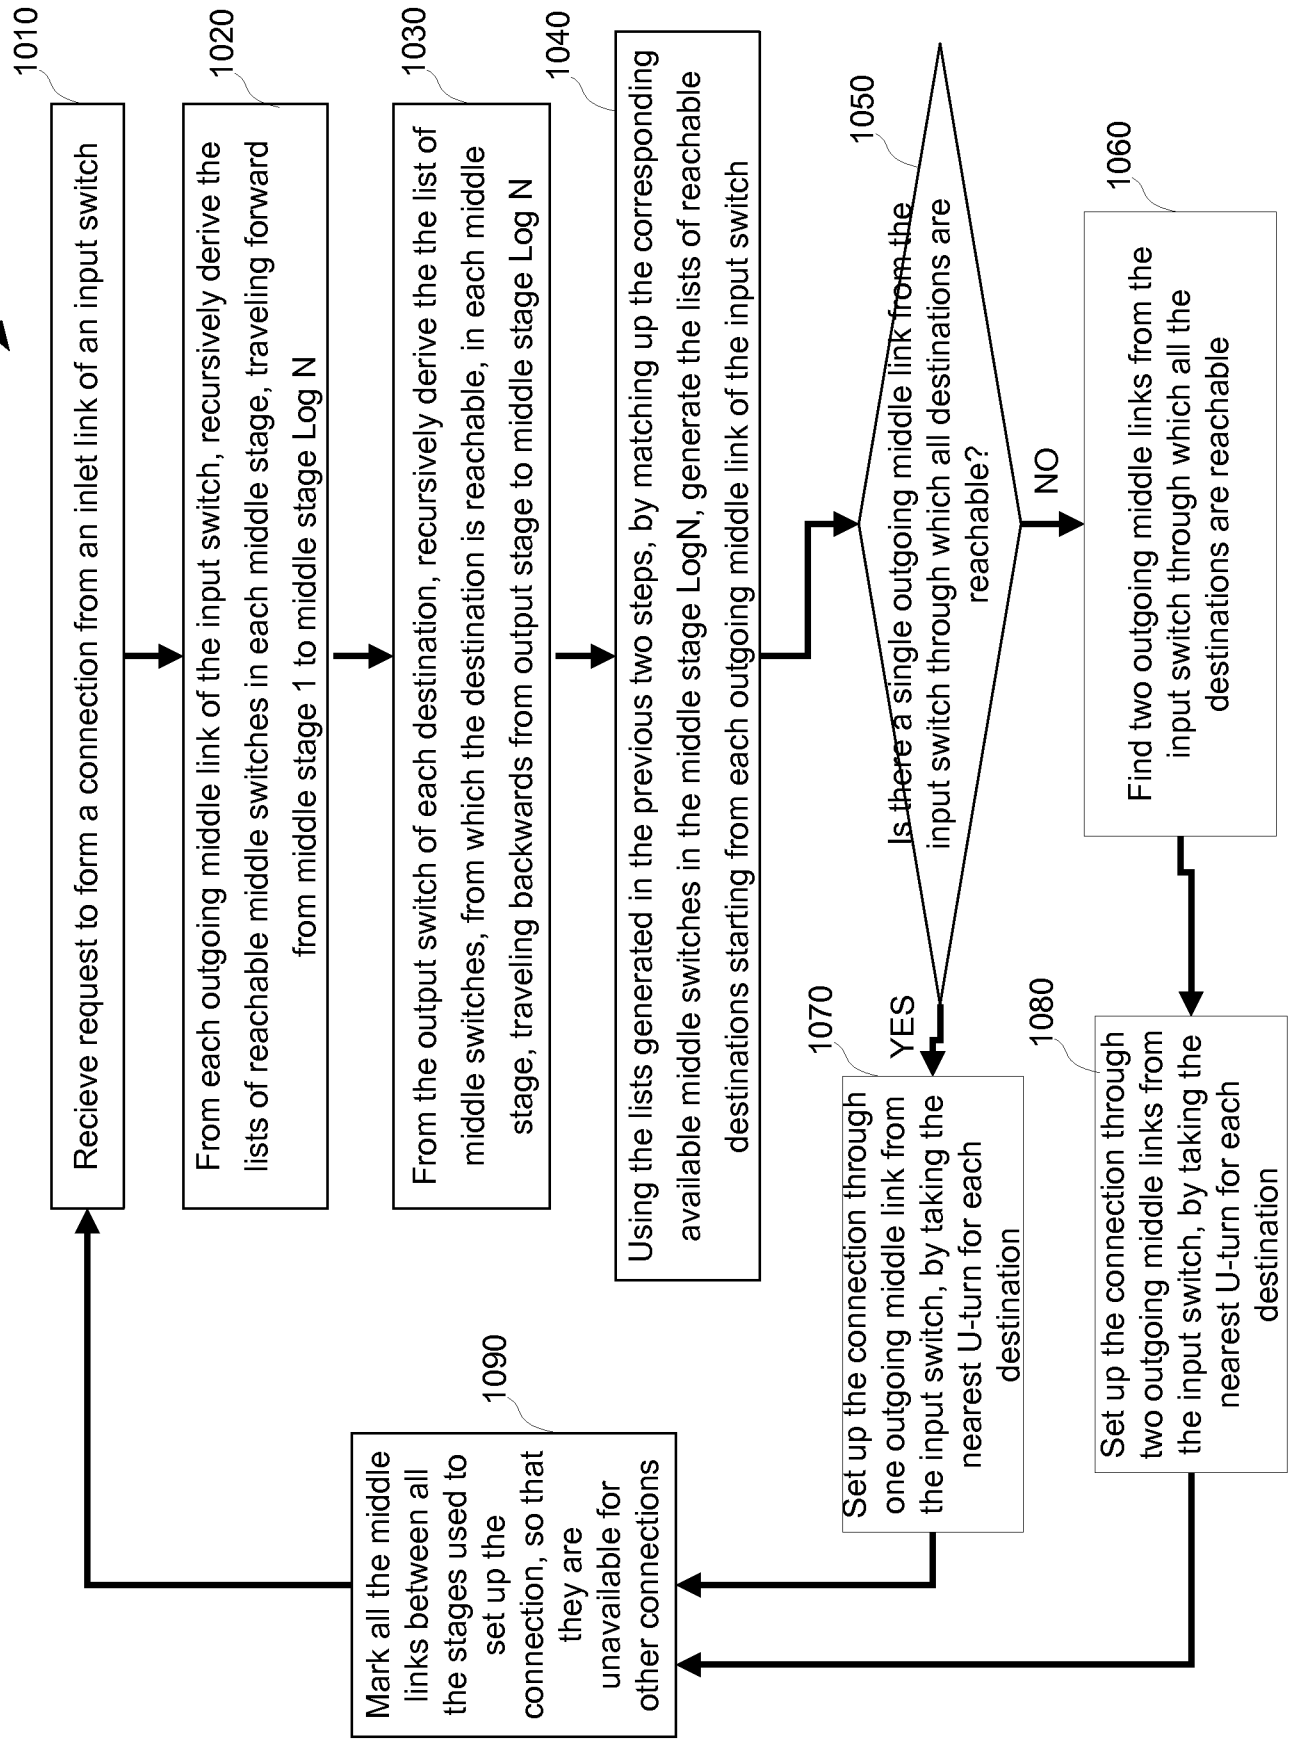 1010
Recieve request to form a connection from an inlet link of an input switch
1020
From each outgoing middle link of the input switch, recursively derive the
lists of reachable middle switches in each middle stage, traveling forward
from middle stage 1 to middle stage Log N
1030
From the output switch of each destination, recursively derive the the list of
middle switches, from which the destination is reachable, in each middle
stage, traveling backwards from output stage to middle stage Log N
1040
Using the lists generated in the previous two steps, by matching up the corresponding
available middle switches in the middle stage LogN, generate the lists of reachable
destinations starting from each outgoing middle link of the input switch
1050
Is there a single outgoing middle link from the
input switch through which all destinations are
reachable?
NO
YES
1060
Find two outgoing middle links from the
input switch through which all the
destinations are reachable
1070
Set up the connection through
one outgoing middle link from
the input switch, by taking the
nearest U-turn for each
destination
1080
Set up the connection through
two outgoing middle links from
the input switch, by taking the
nearest U-turn for each
destination
1090
Mark all the middle
links between all
the stages used to
set up the
connection, so that
they are
unavailable for
other connections